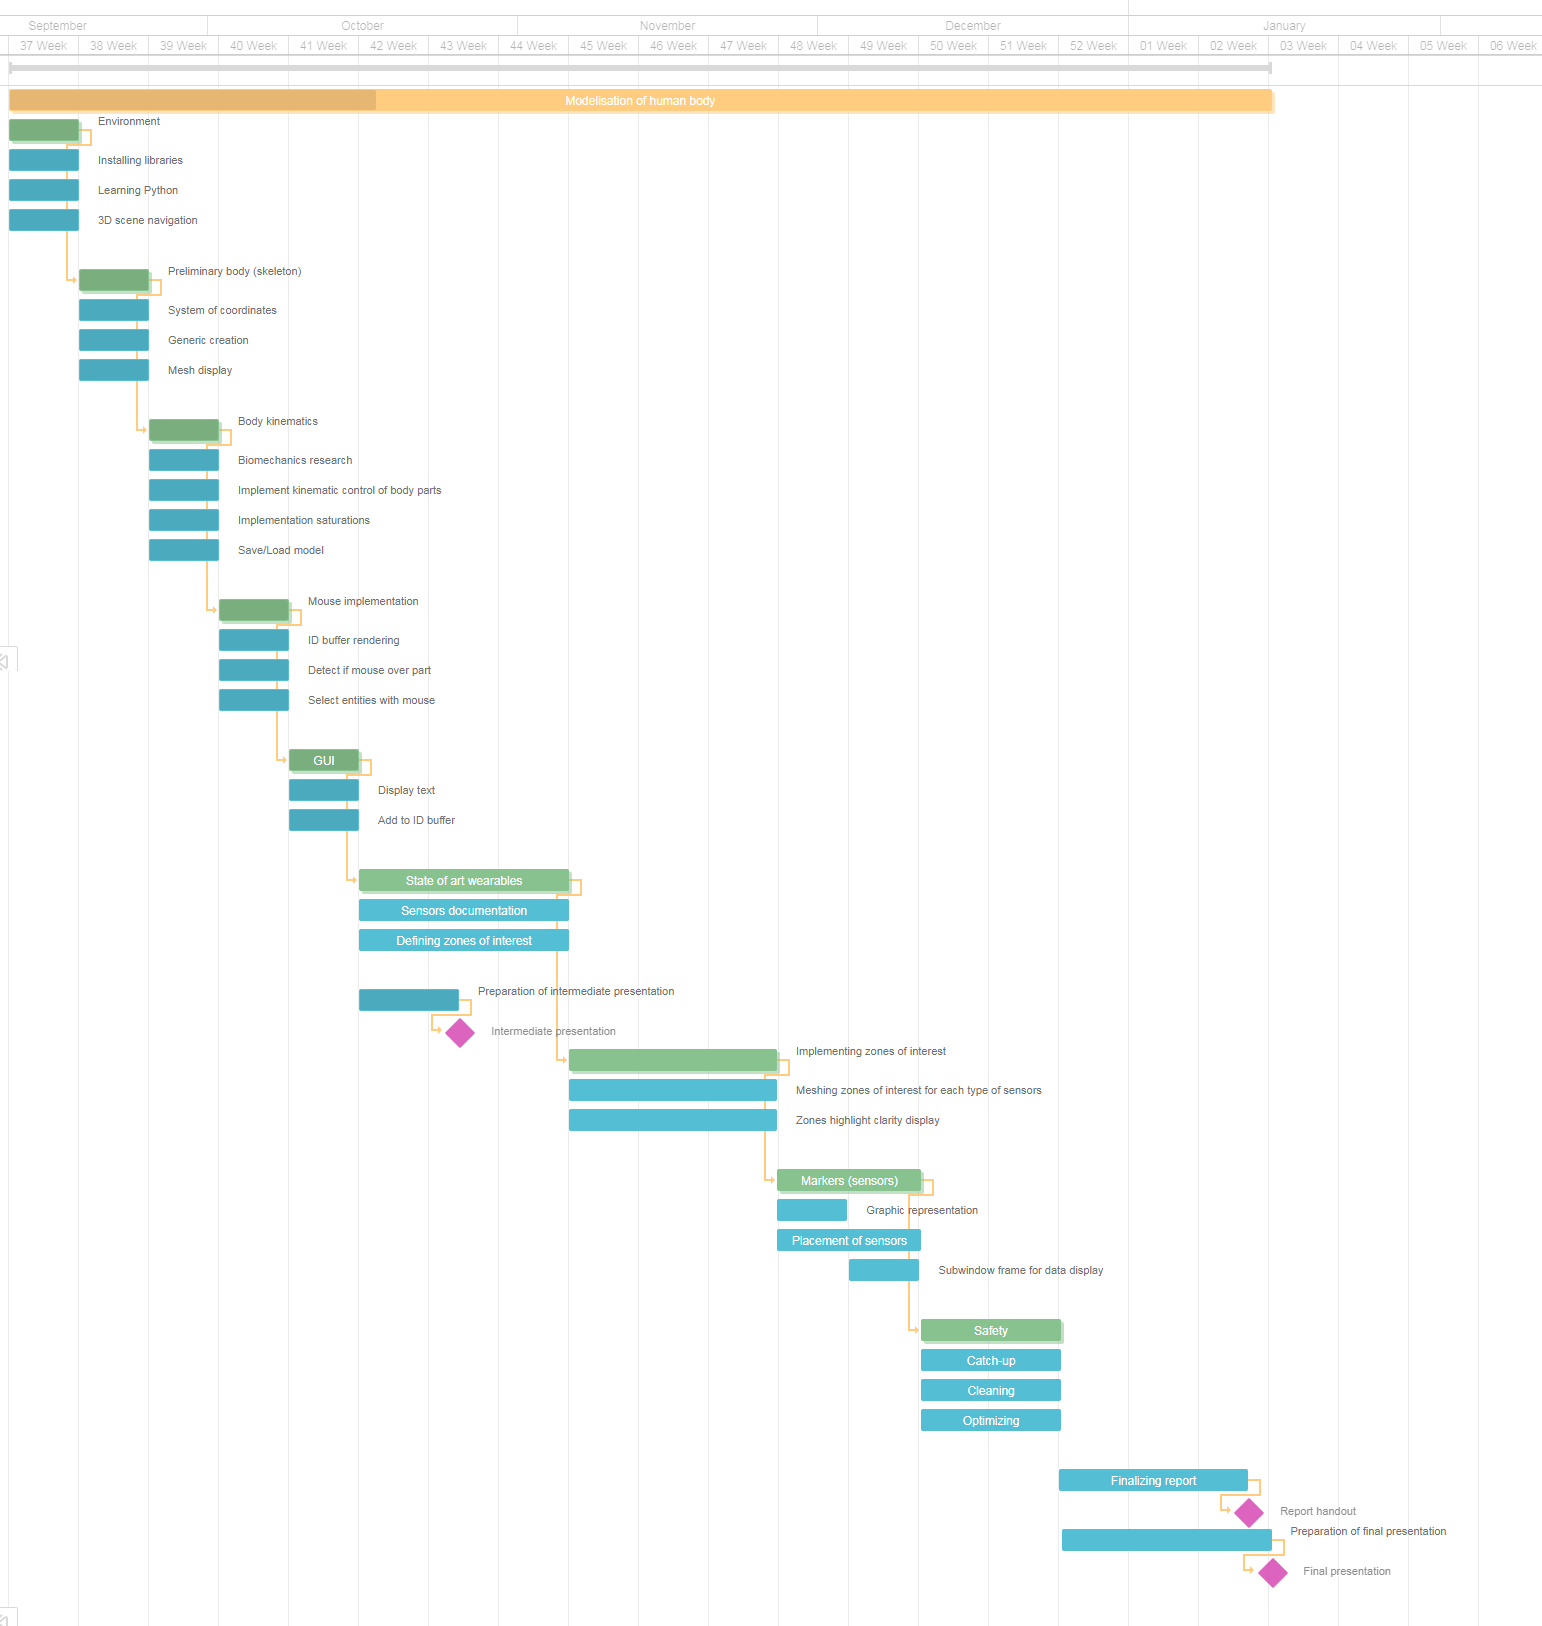 September October November December January
37 Week 38 Week 39 Week 40 Week 41 Week 42 Week 43 Week 44 Week 45 Week 46 Week 47 Week 48 Week 49 Week 50 Week 51 Week 52 Week 01 Week 02 Week 03 Week 04 Week 05 Week 06 Week
Modelisation of human body
Environment
Installing libraries
Learning Python
3D scene navigation
Preliminary body (skeleton)
System of coordinates
Generic creation
Mesh display
Body kinematics
Biomechanics research
Implement kinematic control of body parts
Implementation saturations
Save/Load model
Mouse implementation
ID buffer rendering
Detect if mouse over part
Select entities with mouse
GUI
Display text
Add to ID buffer
State of art wearables
Sensors documentation
Defining zones of interest
Preparation of intermediate presentation
Intermediate presentation
Implementing zones of interest
Meshing zones of interest for each type of sensors
Zones highlight clarity display
Markers (sensors)
Graphic representation
Placement of sensors
Subwindow frame for data display
Safety
Catch-up
Cleaning
Optimizing
Finalizing report
Report handout
Preparation of final presentation
Final presentation